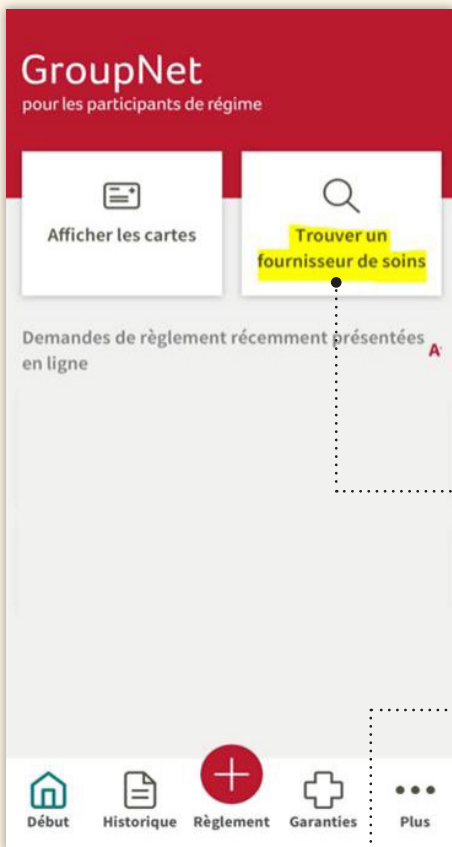 GroupNet
pour les participants de régime
Afficher les cartes
Trouver un
fournisseur de soins
Demandes de règlement récemment présentées
en ligne
A
Début
Historique
Règlement
Garanties
Plus